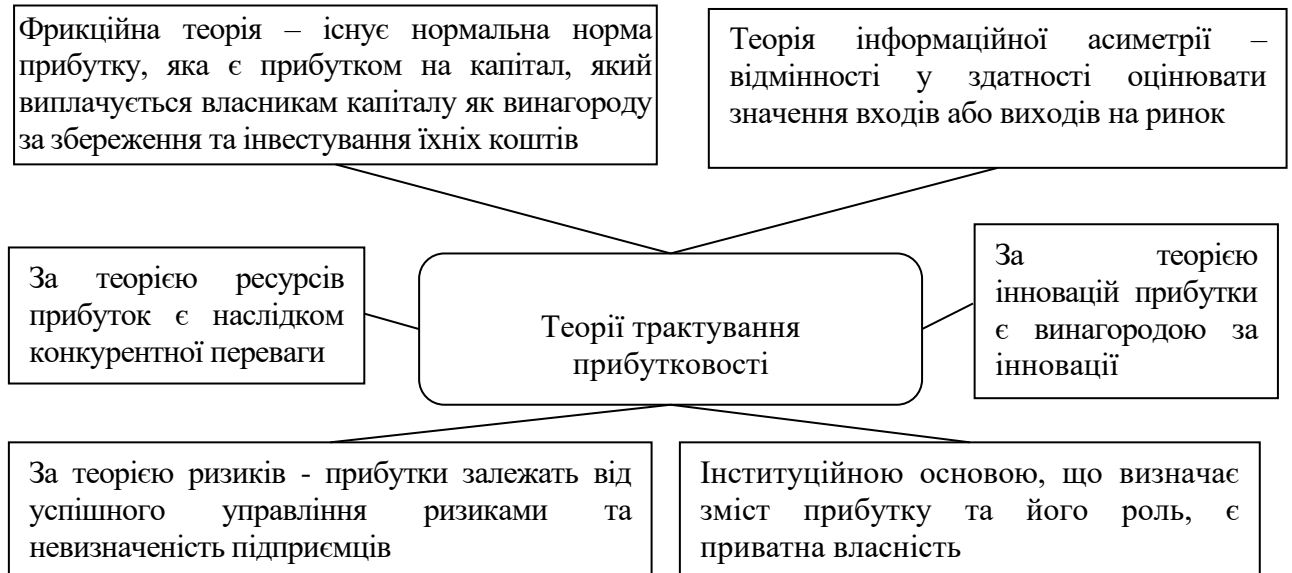 Фрикційна теорія – існує нормальна норма
прибутку, яка є прибутком на капітал, який
виплачується власникам капіталу як винагороду
за збереження та інвестування їхніх коштів
Теорія інформаційної асиметрії –
відмінності у здатності оцінювати
значення входів або виходів на ринок
За теорією ресурсів
прибуток є наслідком
конкурентної переваги
Теорії трактування
прибутковості
За теорією
інновацій прибутки
є винагородою за
інновації
За теорією ризиків - прибутки залежать від
успішного управління ризиками та
невизначеність підприємців
Інституційною основою, що визначає
зміст прибутку та його роль, є
приватна власність